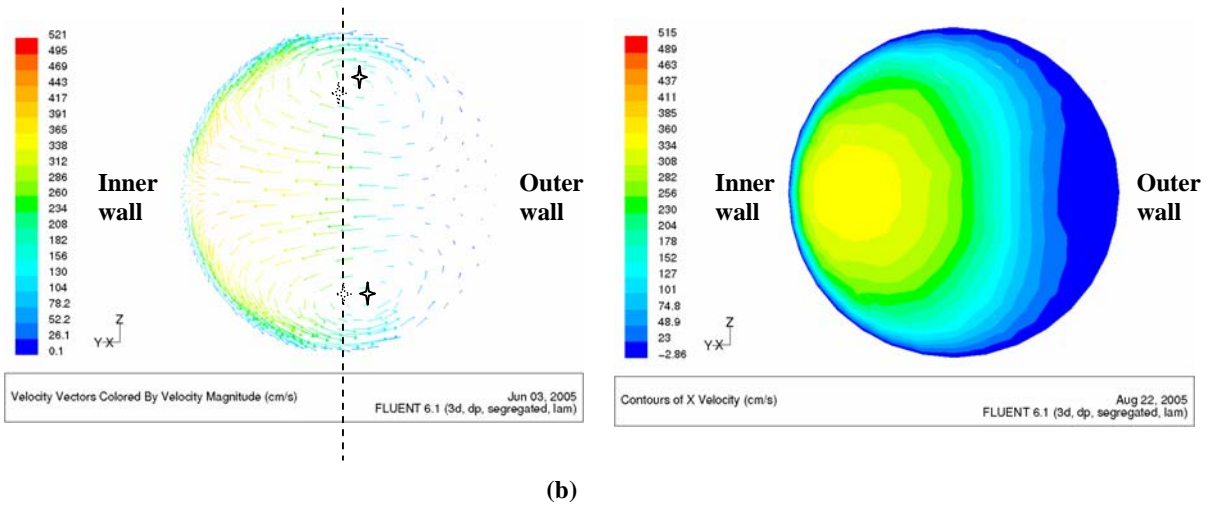 521
495
469
443
417
391
365
338
312
286
260
234
208
182
156
130
104
78.2
52.2
26.1
0.1
Inner
wall
Outer
wall
Z
Y X
Velocity Vectors Colored By Velocity Magnitude (cm/s)
Jun 03, 2005
FLUENT 6.1 (3d, dp, segregated, lam)
515
489
463
437
411
385
360
334
308
282
256
230
204
178
152
127
101
74.8
48.9
23
-2.86
Inner
wall
Outer
wall
Z
Y X
Contours of X Velocity (cm/s)
Aug 22, 2005
FLUENT 6.1 (3d, dp, segregated, lam)
(b)